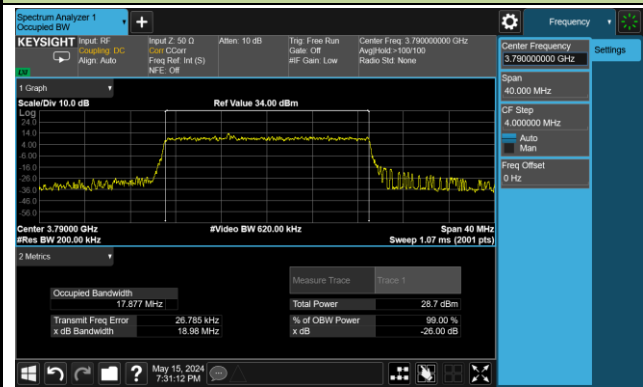 Spectrum Analyzer 1
Occupied BW
Frequency
KEYSIGHT
Input: RF
Coupling: DC
Align: Auto
Input Z: 50 Ω
Corr CCorr
Freq Ref: Int (S)
NFE: Off
Atten: 10 dB
Trig: Free Run
Gate: Off
#IF Gain: Low
Center Freq: 3.790000000 GHz
Avg|Hold:>100/100
Radio Std: None
Center Frequency
3.790000000 GHz
Settings
Span
40.000 MHz
CF Step
4.000000 MHz
Auto
Man
Freq Offset
0 Hz
1 Graph
Scale/Div 10.0 dB
Ref Value 34.00 dBm
Log
24.0
14.0
4.00
-6.00
-16.0
-26.0
-36.0
-46.0
-56.0
Center 3.79000 GHz
#Video BW 620.00 kHz
Span 40 MHz
#Res BW 200.00 kHz
Sweep 1.07 ms (2001 pts)
2 Metrics
Measure Trace
Trace 1
Occupied Bandwidth
17.877 MHz
Total Power
28.7 dBm
Transmit Freq Error
26.785 kHz
% of OBW Power
99.00 %
x dB Bandwidth
18.98 MHz
x dB
-26.00 dB
May 15, 2024
7:31:12 PM